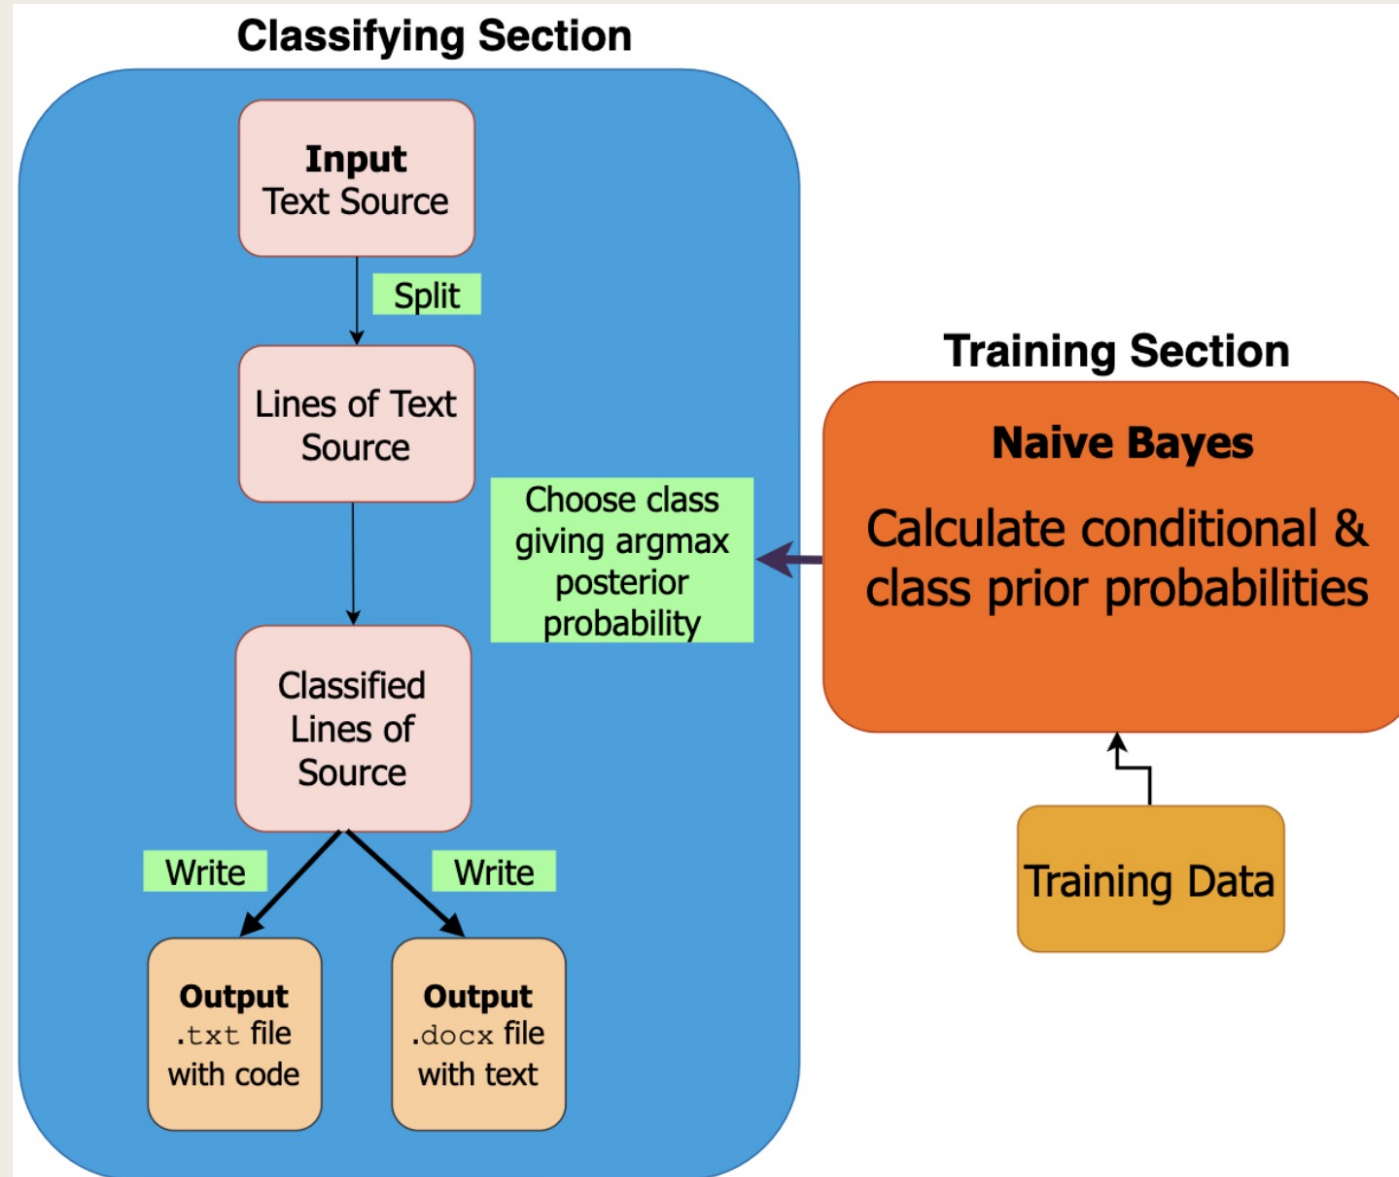 Classifying Section
Input
Text Source
Split
Lines of Text
Source
Choose class
giving argmax
posterior
probability
Classified
Lines of
Source
Write
Write
Output
.txt file
with code
Output
.docx file
with text
Training Section
Naive Bayes
Calculate conditional &
class prior probabilities
Training Data